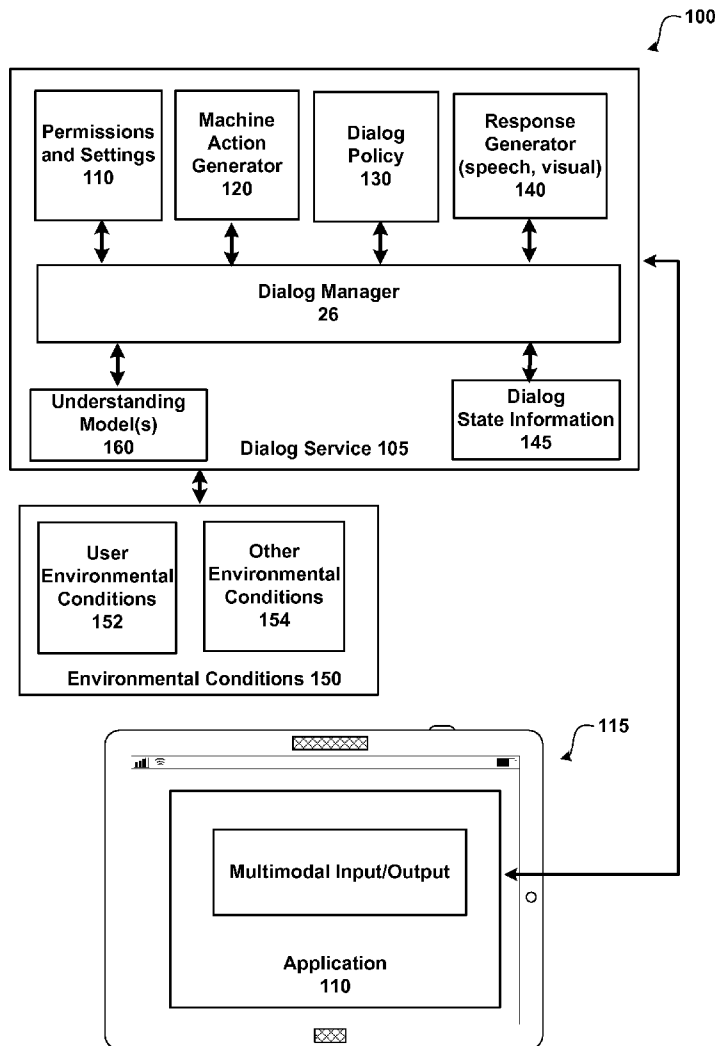 100
Permissions
and Settings
110
Machine
Action
Generator
120
Dialog
Policy
130
Response
Generator
(speech, visual)
140
Dialog Manager
26
Understanding
Model(s)
160
Dialog
State Information
145
Dialog Service 105
User
Environmental
Conditions
152
Other
Environmental
Conditions
154
Environmental Conditions 150
115
Multimodal Input/Output
Application
110